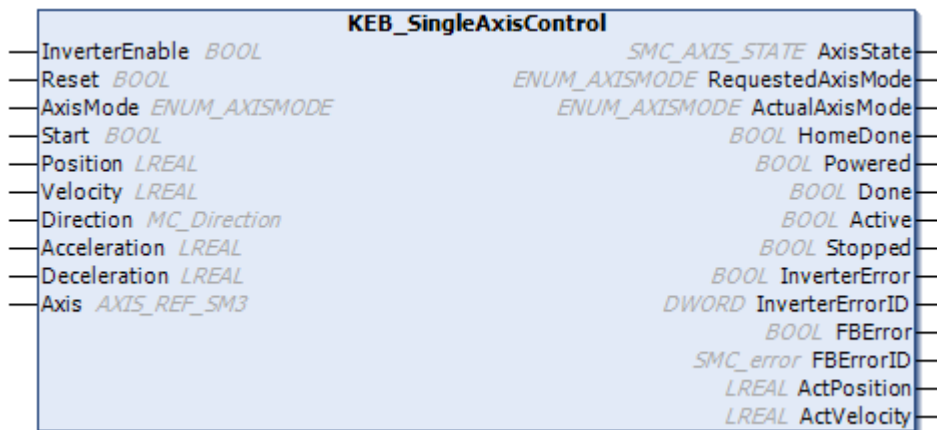 KEB_SingleAxisControl
InverterEnable BOOL SMC_AXIS_STATE AxisState
Reset BOOL ENUM_AXISMODE RequestedAxisMode
AxisMode ENUM_AXISMODE ENUM_AXISMODE ActualAxisMode
Start BOOL BOOL HomeDone
Position LREAL BOOL Powered
Velocity LREAL BOOL Done
Direction MC_Direction BOOL Active
Acceleration LREAL BOOL Stopped
Deceleration LREAL BOOL InverterError
Axis AXIS_REF_SM3 DWORD InverterErrorID
BOOL FBError
SMC_error FBErrorID
LREAL ActPosition
LREAL ActVelocity